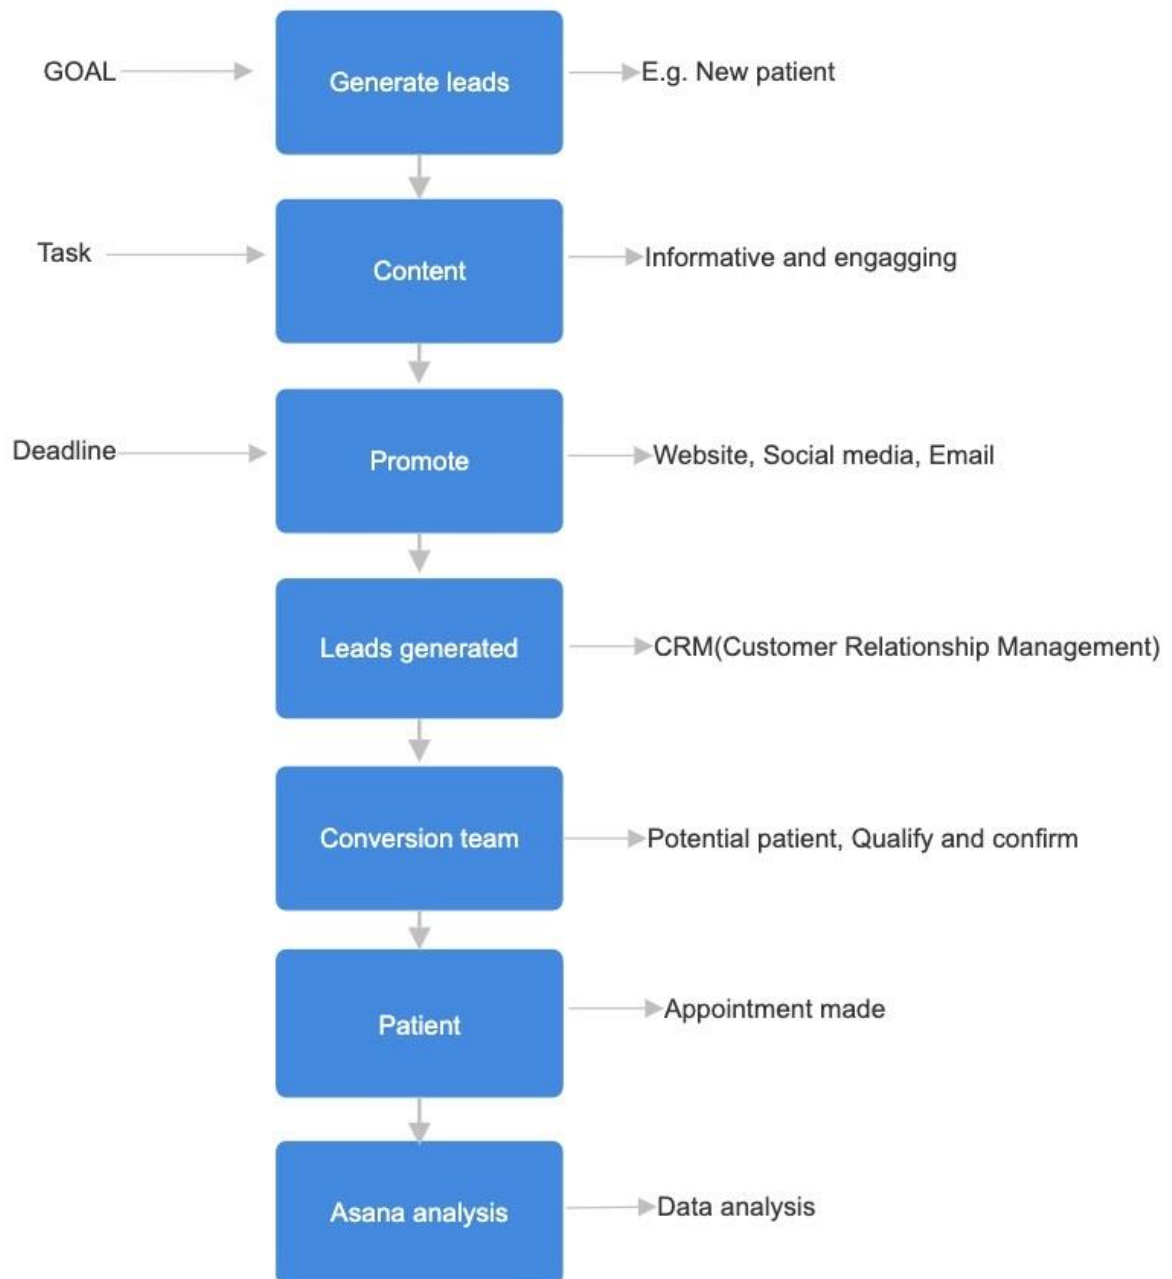 GOAL
Generate leads
E.g. New patient
Task
Content
Informative and engagging
Deadline
Promote
Website, Social media, Email
Leads generated
CRM(Customer Relationship Management)
Conversion team
Potential patient, Qualify and confirm
Patient
Appointment made
Asana analysis
Data analysis